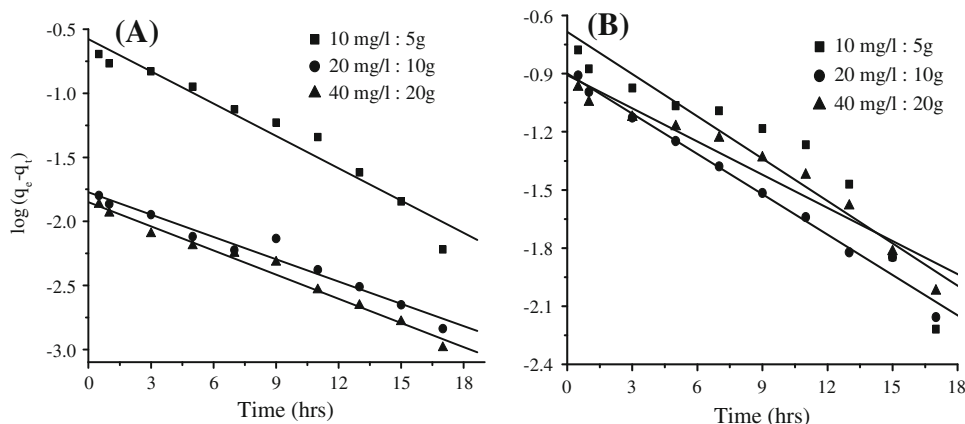 (A)
10 mg/l : 5g
20 mg/l : 10g
40 mg/l : 20g
-0.5
-1.0
-1.5
-2.0
-2.5
-3.0
log (qe-qt)
0 3 6 9 12 15 18
Time (hrs)
(B)
10 mg/l : 5g
20 mg/l : 10g
40 mg/l : 20g
-0.6
-0.9
-1.2
-1.5
-1.8
-2.1
-2.4
0 3 6 9 12 15 18
Time (hrs)